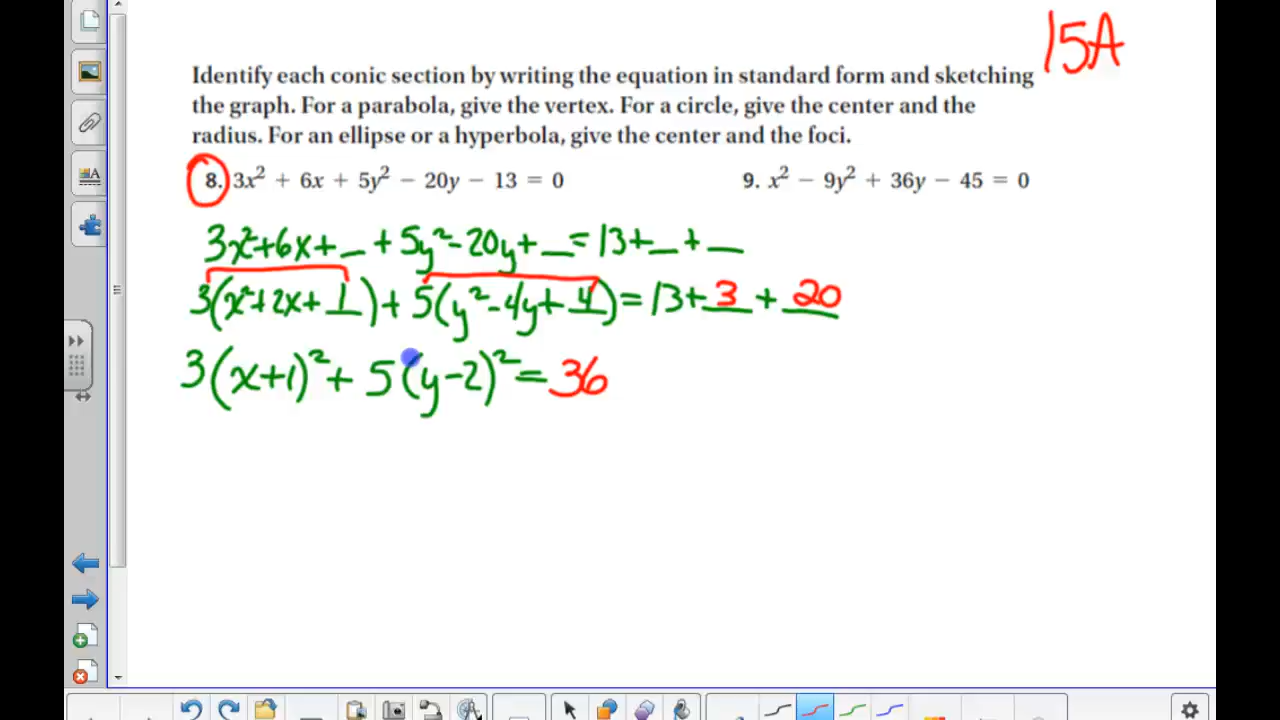 15A
Identify each conic section by writing the equation in standard form and sketching
the graph. For a parabola, give the vertex. For a circle, give the center and the
radius. For an ellipse or a hyperbola, give the center and the foci.
8. 3x² + 6x + 5y² − 20y − 13 = 0
9. x² − 9y² + 36y − 45 = 0
3x²+6x+_ + 5y²-20y+_ = 13+_ + _
3(x²+2x+1) + 5(y²-4y+4) = 13+3 + 20
3(x+1)² + 5(y-2)² = 36